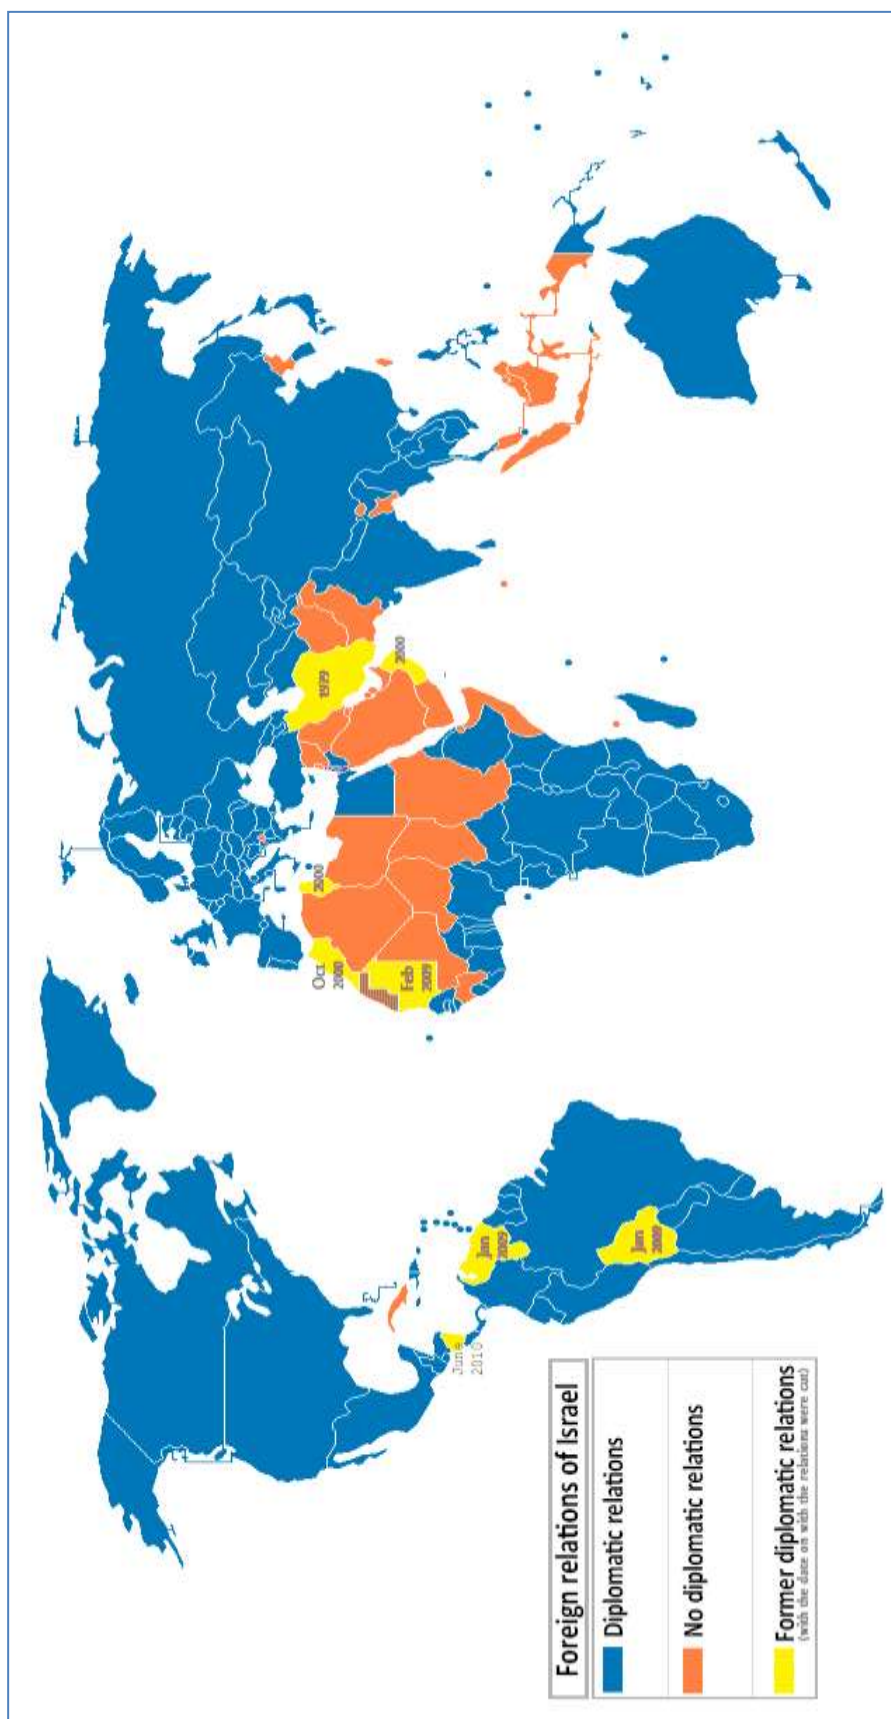 Foreign relations of Israel
Diplomatic relations
No diplomatic relations
Former diplomatic relations
(with the date on with the relations were cut)
June
2010
Jan
2009
Jan
2009
Oct
2000
Feb
2009
2000
1979
2000